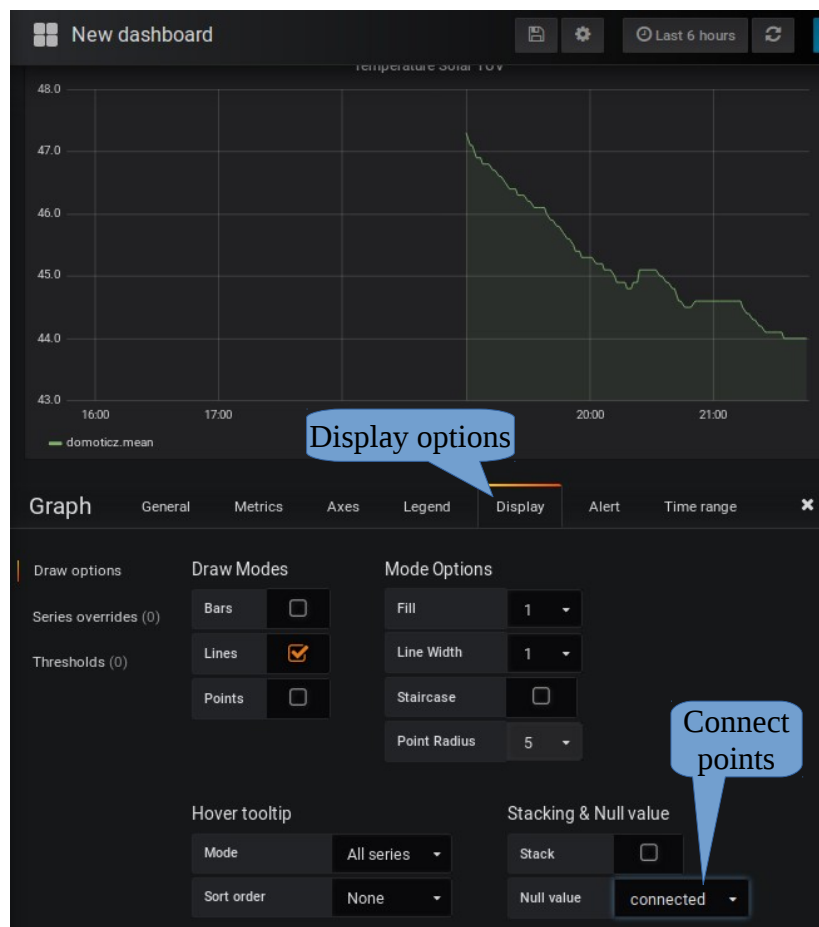 New dashboard
Last 6 hours
Temperature Solar
48.0
47.0
46.0
45.0
44.0
43.0
16:00 17:00 20:00 21:00
domoticz.mean
Display options
Graph General Metrics Axes Legend Display Alert Time range
Draw options
Series overrides (0)
Thresholds (0)
Draw Modes
Bars
Lines
Points
Mode Options
Fill 1
Line Width 1
Staircase
Point Radius 5
Connect
points
Hover tooltip
Mode All series
Sort order None
Stacking & Null value
Stack
Null value connected